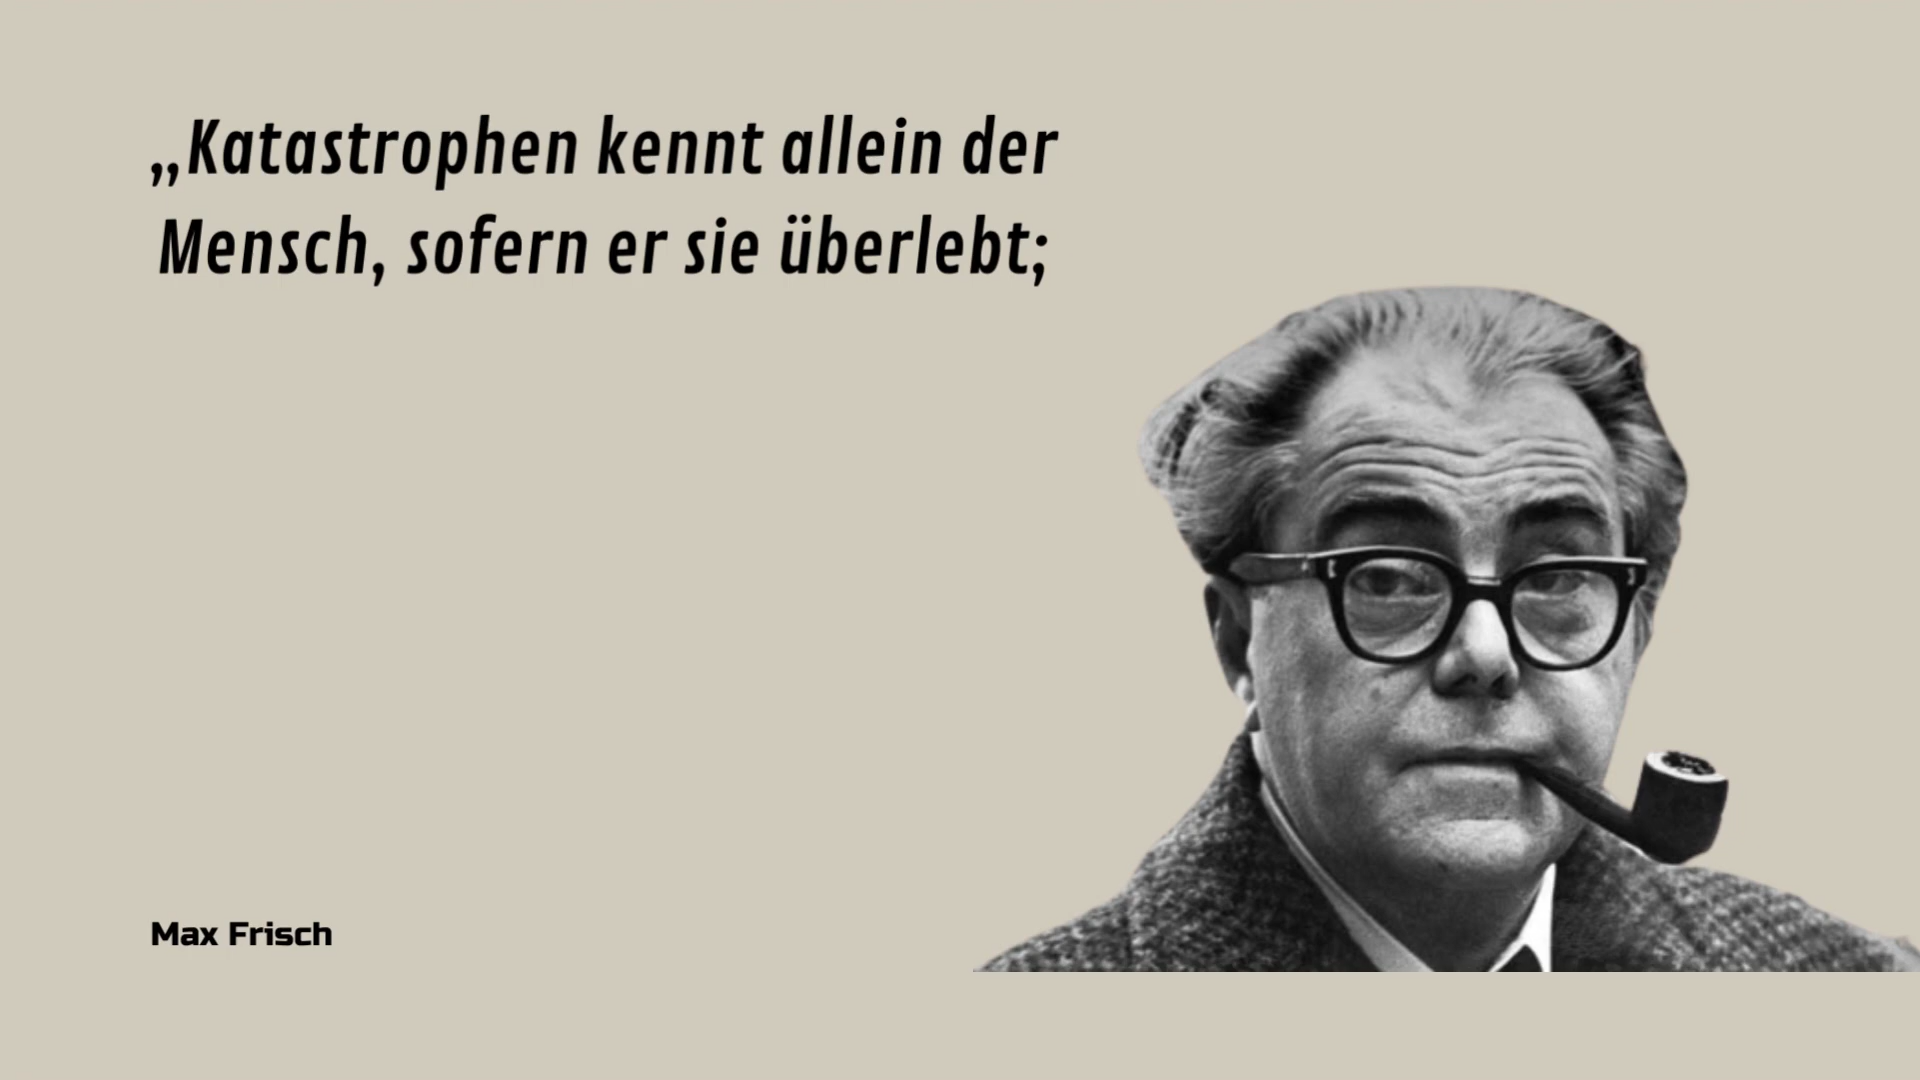 „Katastrophen kennt allein der
Mensch, sofern er sie überlebt;
Max Frisch